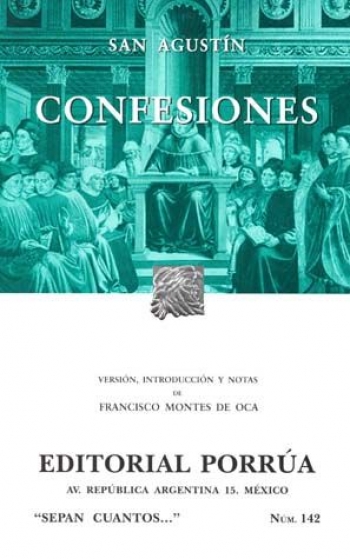 SAN AGUSTÍN
CONFESIONES
VERSIÓN, INTRODUCCIÓN Y NOTAS
DE
FRANCISCO MONTES DE OCA
EDITORIAL PORRÚA
AV. REPÚBLICA ARGENTINA 15. MÉXICO
“SEPAN CUANTOS...” NÚM. 142